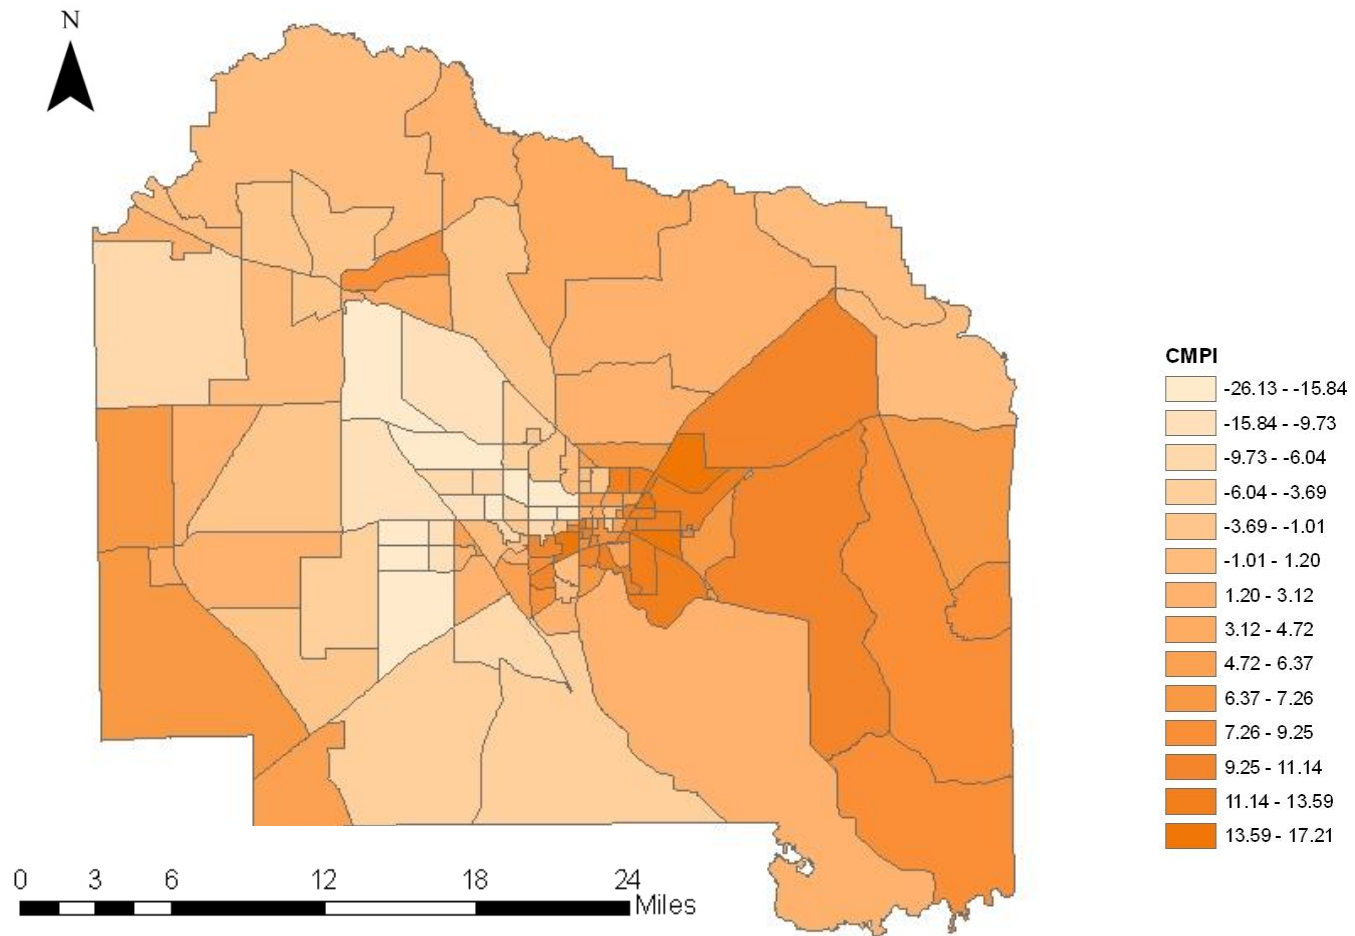 N
CMPI
-26.13 - -15.84
-15.84 - -9.73
-9.73 - -6.04
-6.04 - -3.69
-3.69 - -1.01
-1.01 - 1.20
1.20 - 3.12
3.12 - 4.72
4.72 - 6.37
6.37 - 7.26
7.26 - 9.25
9.25 - 11.14
11.14 - 13.59
13.59 - 17.21
0 3 6 12 18 24
Miles